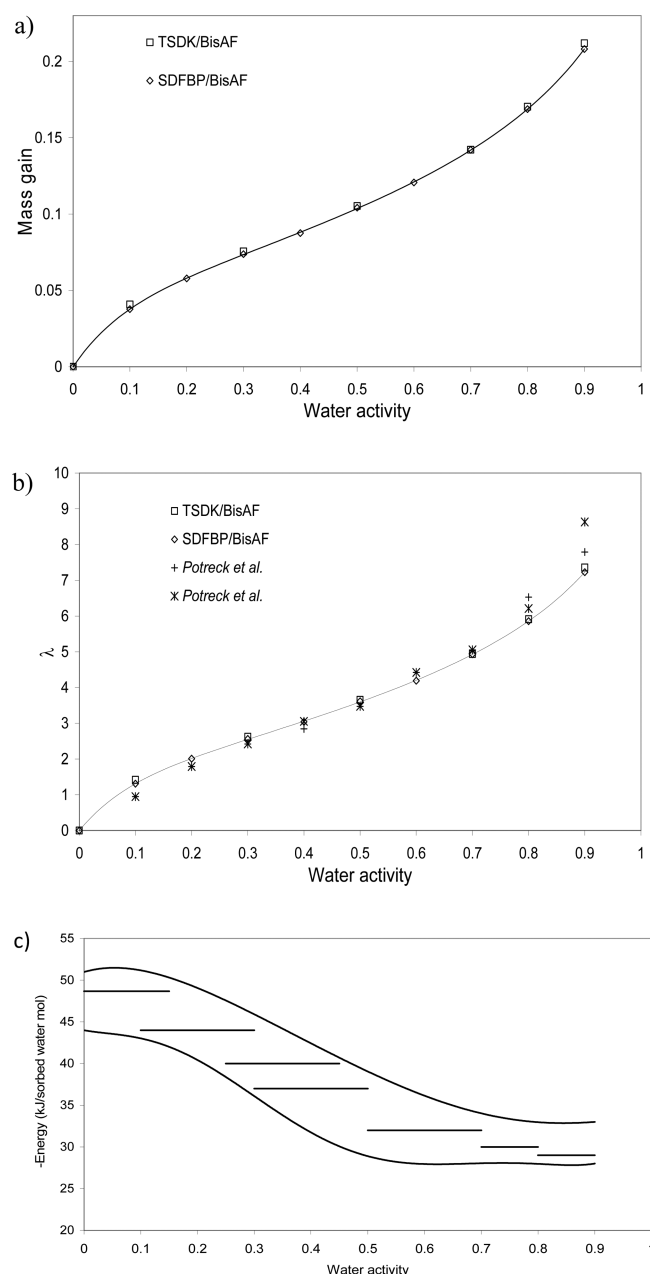 a)
TSDK/BisAF
SDFBP/BisAF
Mass gain
0.2
0.15
0.1
0.05
0
0 0.1 0.2 0.3 0.4 0.5 0.6 0.7 0.8 0.9 1
Water activity
b)
TSDK/BisAF
SDFBP/BisAF
Potreck et al.
Potreck et al.
λ
10
9
8
7
6
5
4
3
2
1
0
0 0.1 0.2 0.3 0.4 0.5 0.6 0.7 0.8 0.9 1
Water activity
c)
-Energy (kJ/sorbed water mol)
55
50
45
40
35
30
25
20
0 0.1 0.2 0.3 0.4 0.5 0.6 0.7 0.8 0.9 1
Water activity